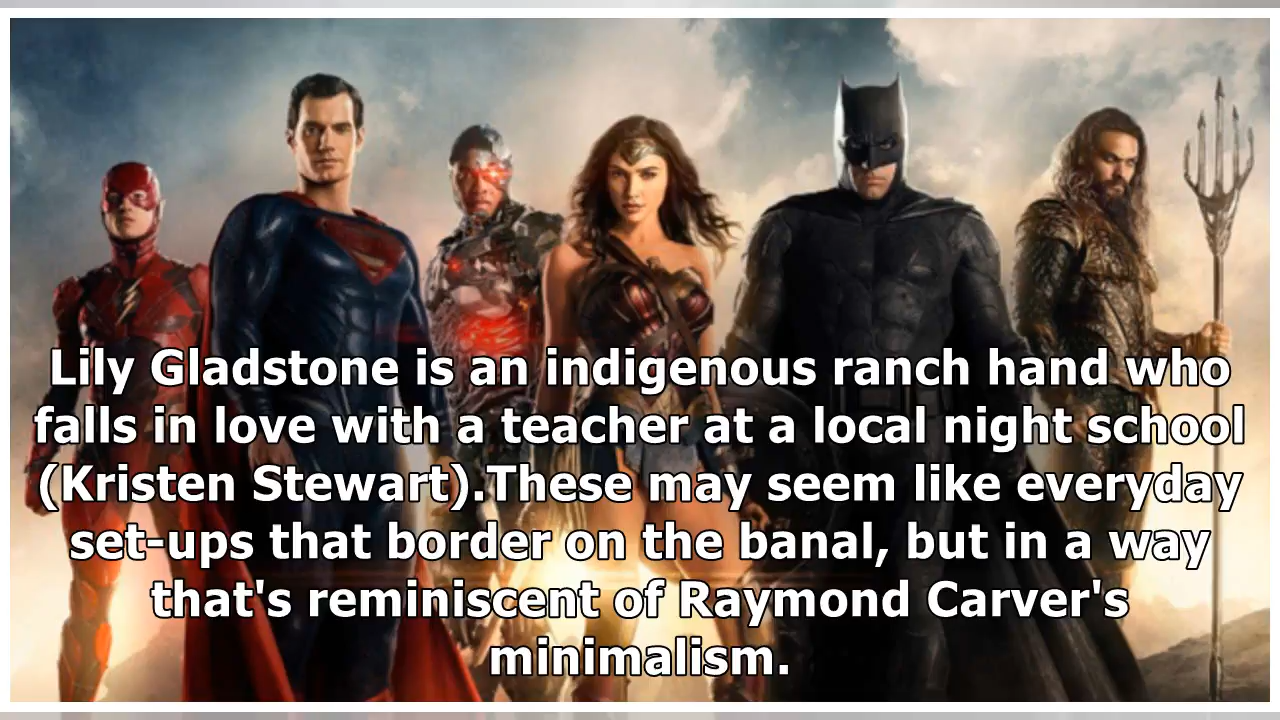 Lily Gladstone is an indigenous ranch hand who
falls in love with a teacher at a local night school
(Kristen Stewart).These may seem like everyday
set-ups that border on the banal, but in a way
that's reminiscent of Raymond Carver's
minimalism.